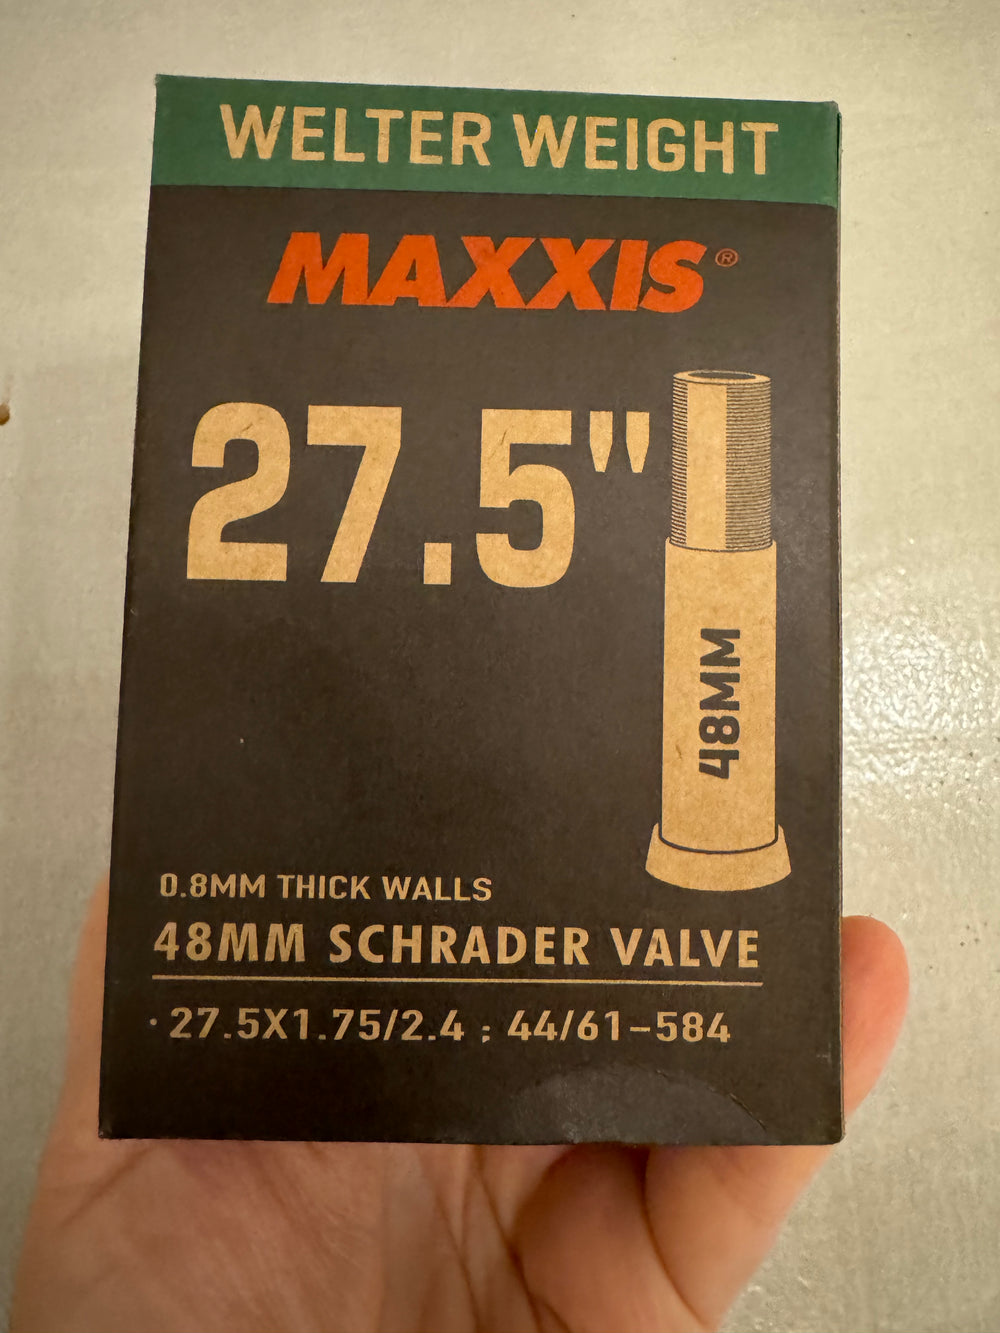 WELTER WEIGHT
MAXXIS®
27.5"
48MM
0.8MM THICK WALLS
48MM SCHRADER VALVE
· 27.5X1.75/2.4 ; 44/61-584